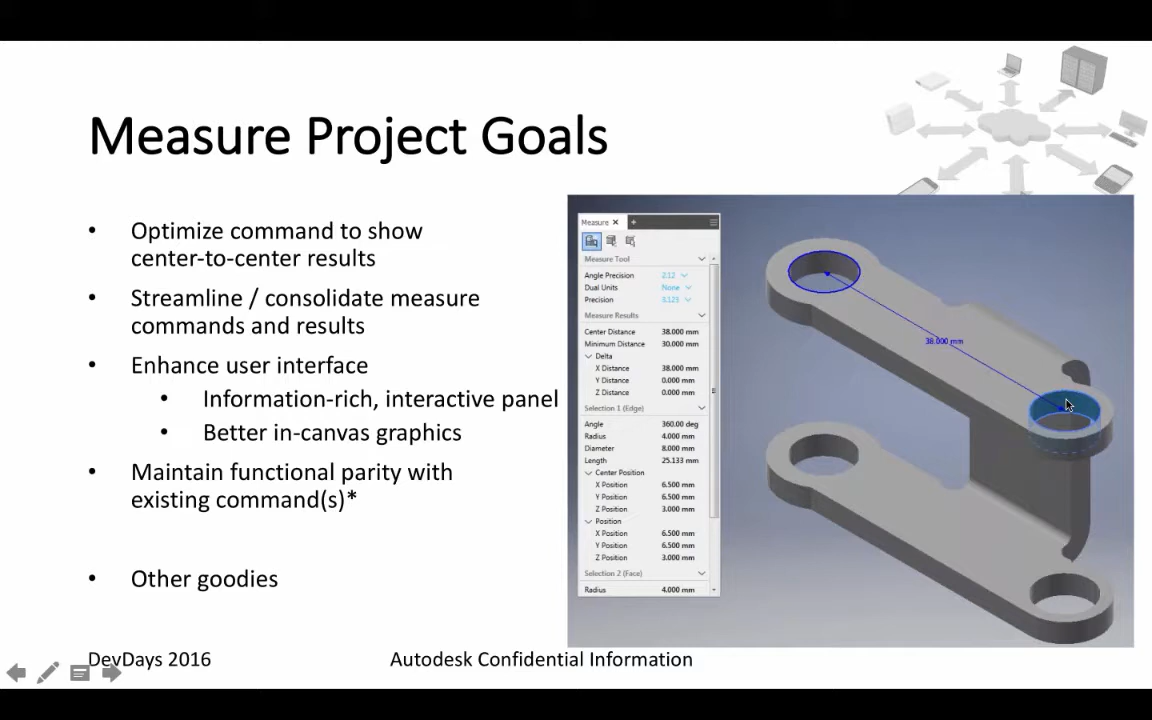 Measure Project Goals
• Optimize command to show
center-to-center results
• Streamline / consolidate measure
commands and results
• Enhance user interface
• Information-rich, interactive panel
• Better in-canvas graphics
• Maintain functional parity with
existing command(s)*
• Other goodies
Measure
Measure Tool
Angle Precision 2.12
Dual Units None
Precision 3.123
Measure Results
Center Distance 38.000 mm
Minimum Distance 30.000 mm
Delta
X Distance 38.000 mm
Y Distance 0.000 mm
Z Distance 0.000 mm
Selection 1 (Edge)
Angle 360.00 deg
Radius 4.000 mm
Diameter 8.000 mm
Length 25.133 mm
Center Position
X Position 6.500 mm
Y Position 6.500 mm
Z Position 3.000 mm
Position
X Position 6.500 mm
Y Position 6.500 mm
Z Position 3.000 mm
Selection 2 (Face)
Radius 4.000 mm
38.000 mm
DevDays 2016
Autodesk Confidential Information